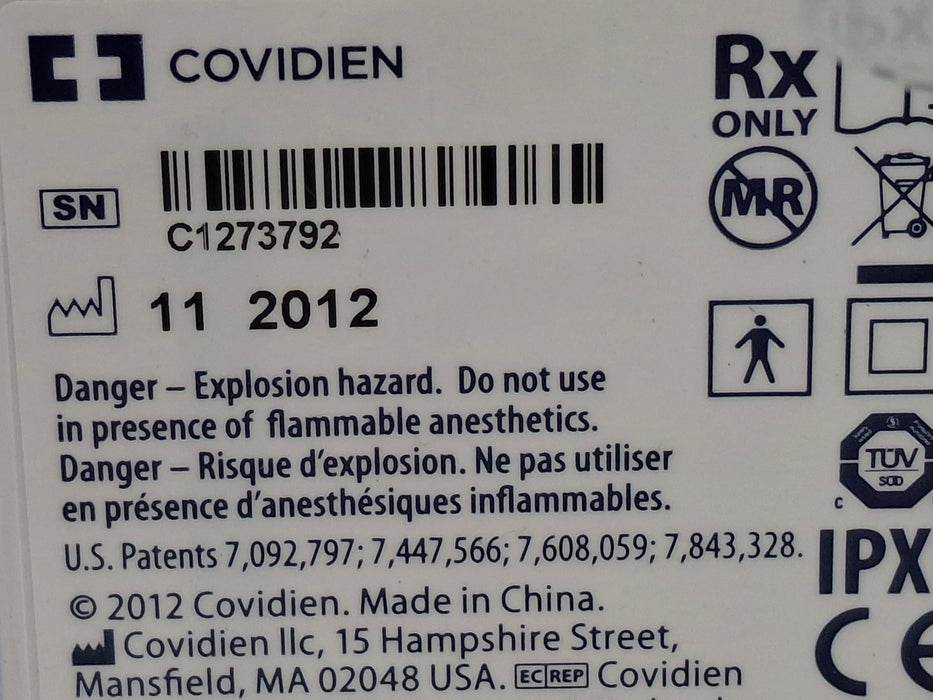 COVIDIEN
Rx
ONLY
SN
C1273792
MR
11 2012
Danger – Explosion hazard. Do not use
in presence of flammable anesthetics.
Danger – Risque d'explosion. Ne pas utiliser
en présence d'anesthésiques inflammables.
TÜV
SÜD
C
U.S. Patents 7,092,797; 7,447,566; 7,608,059; 7,843,328.
IPX
© 2012 Covidien. Made in China.
Covidien llc, 15 Hampshire Street,
CE
Mansfield, MA 02048 USA. EC REP Covidien